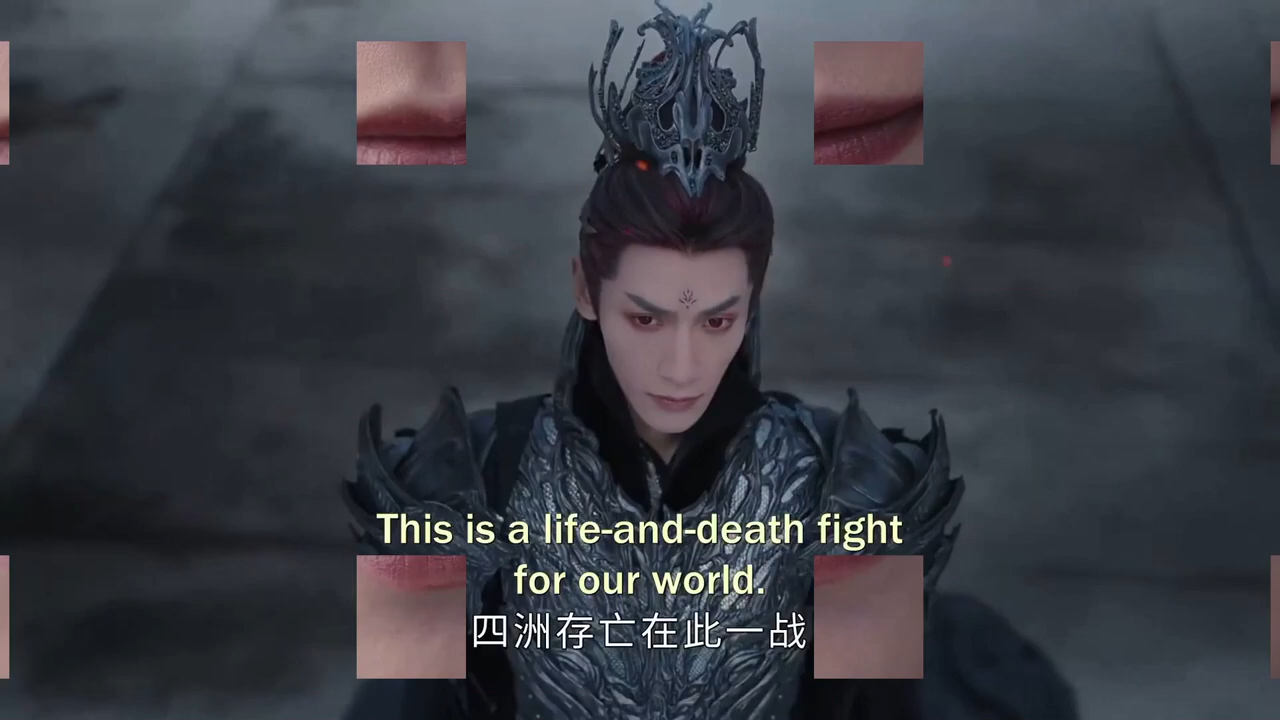 This is a life-and-death fight
for our world.
四洲存亡在此一战